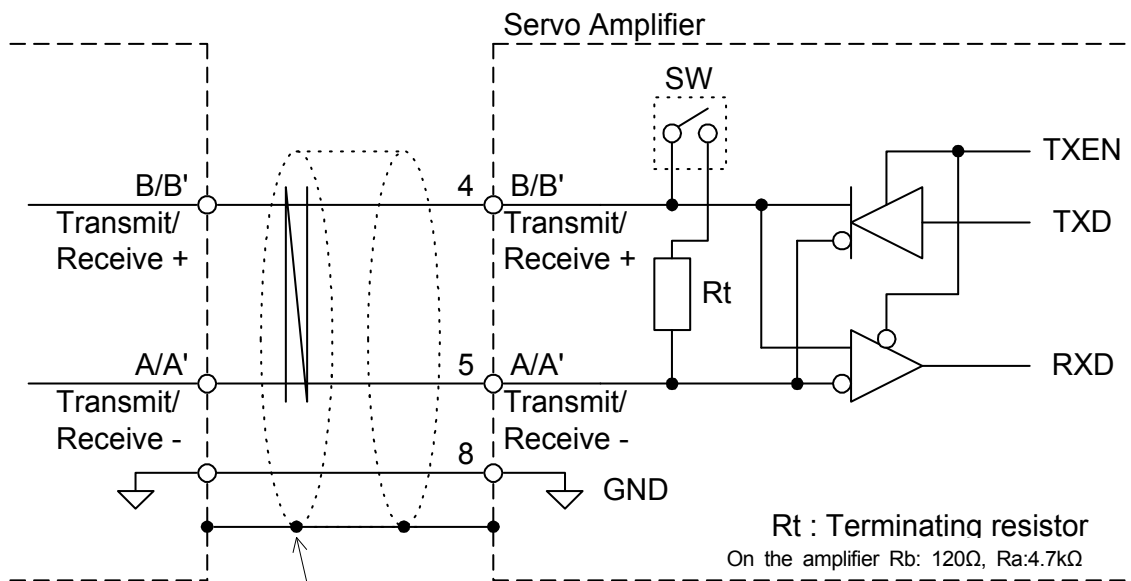 Servo Amplifier
SW
TXEN
B/B'
4
B/B'
Transmit/
Receive +
Transmit/
Receive +
TXD
Rt
A/A'
5
A/A'
RXD
Transmit/
Receive -
Transmit/
Receive -
8
GND
Rt : Terminating resistor
On the amplifier Rb: 120Ω, Ra:4.7kΩ